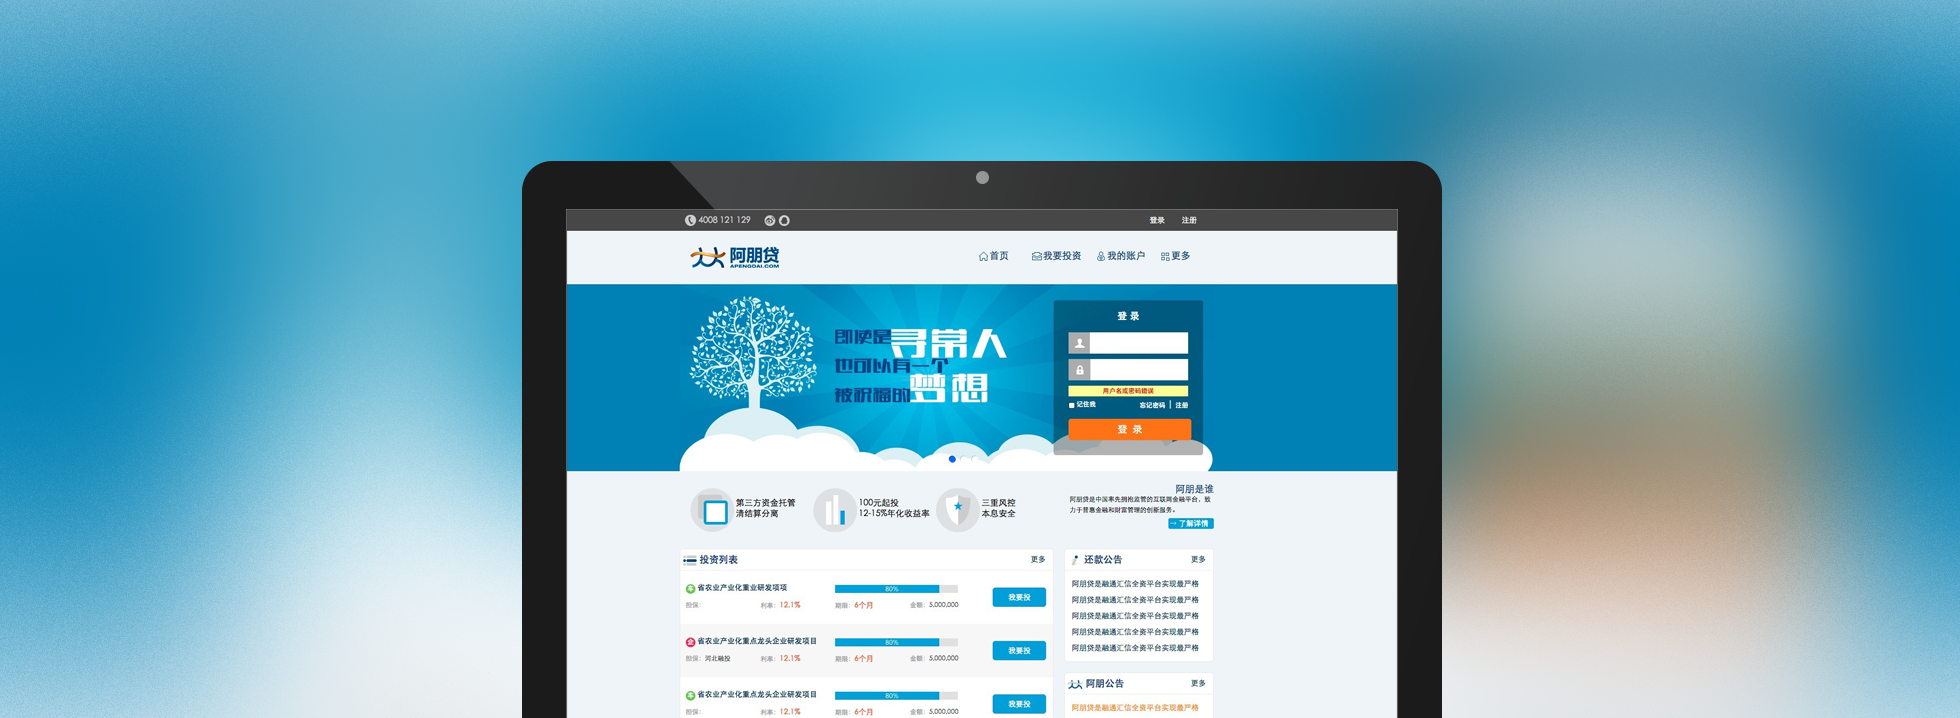 4008 121 129
登录 注册
阿朋贷
APENGDAI.COM
首页 我要投资 我的账户 更多
即使是寻常人
也可以有一个
被祝福的梦想
登 录
用户名或密码错误
记住我 忘记密码 | 注册
登 录
第三方资金托管
清结算分离
100元起投
12-15%年化收益率
三重风控
本息安全
阿朋是谁
阿朋贷是中国率先拥抱监管的互联网金融平台，致
力于普惠金融和财富管理的创新服务。
→ 了解详情
投资列表 更多
省农业产业化重业研发项项
80%
我要投
担保: 利率: 12.1% 期限: 6个月 金额: 5,000,000
企 省农业产业化重点龙头企业研发项目
80%
我要投
担保: 河北融投 利率: 12.1% 期限: 6个月 金额: 5,000,000
省农业产业化重点龙头企业研发项目
80%
我要投
担保: 利率: 12.1% 期限: 6个月 金额: 5,000,000
还款公告 更多
阿朋贷是融通汇信全资平台实现最严格
阿朋贷是融通汇信全资平台实现最严格
阿朋贷是融通汇信全资平台实现最严格
阿朋贷是融通汇信全资平台实现最严格
阿朋贷是融通汇信全资平台实现最严格
阿朋公告 更多
阿朋贷是融通汇信全资平台实现最严格